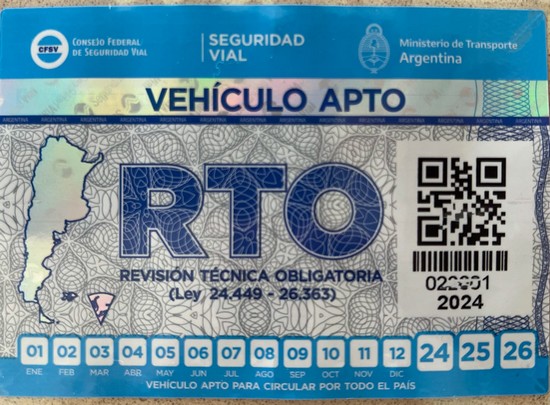 CFSV
CONSEJO FEDERAL
DE SEGURIDAD VIAL
SEGURIDAD
VIAL
Ministerio de Transporte
Argentina
VEHÍCULO APTO
RTO
REVISIÓN TÉCNICA OBLIGATORIA
(Ley 24.449 - 26.363)
2024
01 02 03 04 05 06 07 08 09 10 11 12 24 25 26
ENE FEB MAR ABR MAY JUN JUL AGO SEP OCT NOV DIC
VEHÍCULO APTO PARA CIRCULAR POR TODO EL PAÍS